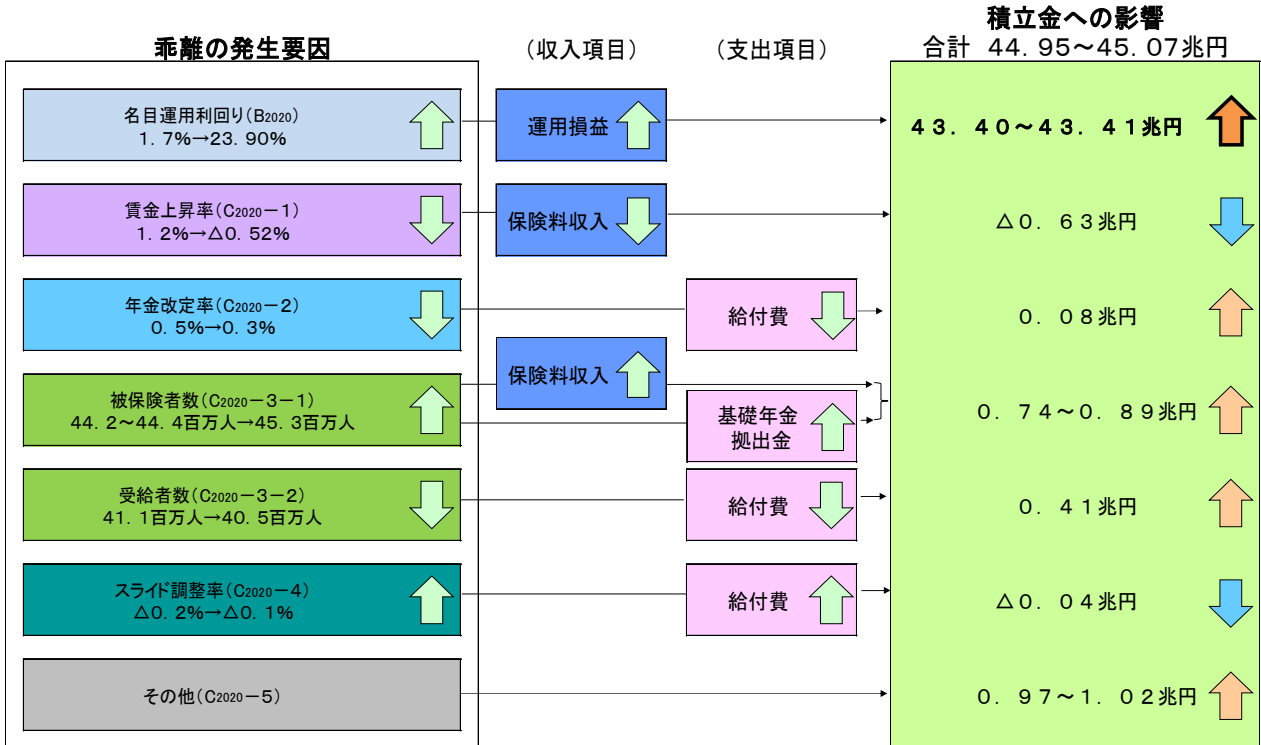 積立金への影響
乖離の発生要因 (収入項目) (支出項目) 合計 44.95~45.07兆円
名目運用利回り(B2020)
1.7%→23.90%
運用損益
43.40~43.41兆円
賃金上昇率(C2020-1)
1.2%→△0.52%
保険料収入
△0.63兆円
年金改定率(C2020-2)
0.5%→0.3%
給付費
0.08兆円
被保険者数(C2020-3-1)
44.2~44.4百万人→45.3百万人
保険料収入
基礎年金
拠出金
0.74~0.89兆円
受給者数(C2020-3-2)
41.1百万人→40.5百万人
給付費
0.41兆円
スライド調整率(C2020-4)
△0.2%→△0.1%
給付費
△0.04兆円
その他(C2020-5)
0.97~1.02兆円